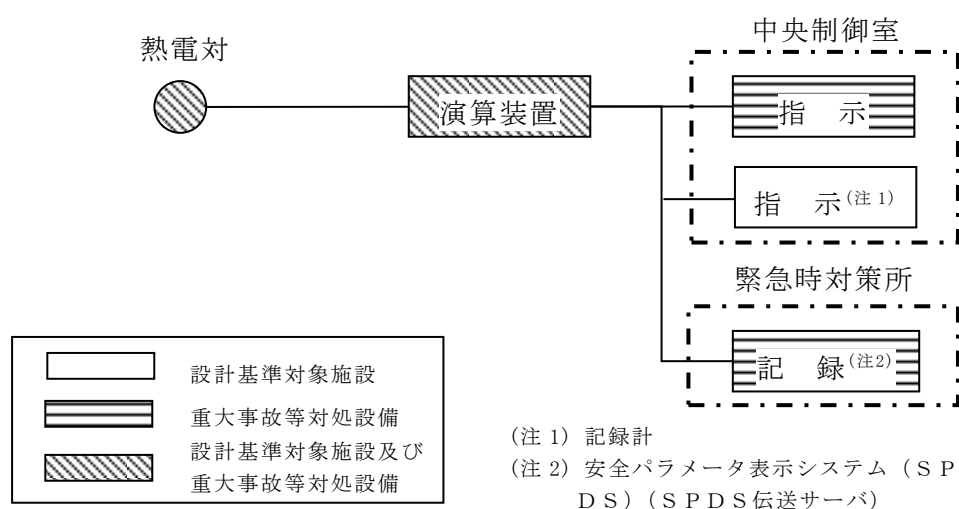 中央制御室
熱電対
演算装置
指 示
指 示(注 1)
緊急時対策所
記 録(注2)
設計基準対象施設
重大事故等対処設備
設計基準対象施設及び
重大事故等対処設備
(注 1) 記録計
(注 2) 安全パラメータ表示システム（ＳＰ
ＤＳ）（ＳＰＤＳ伝送サーバ）